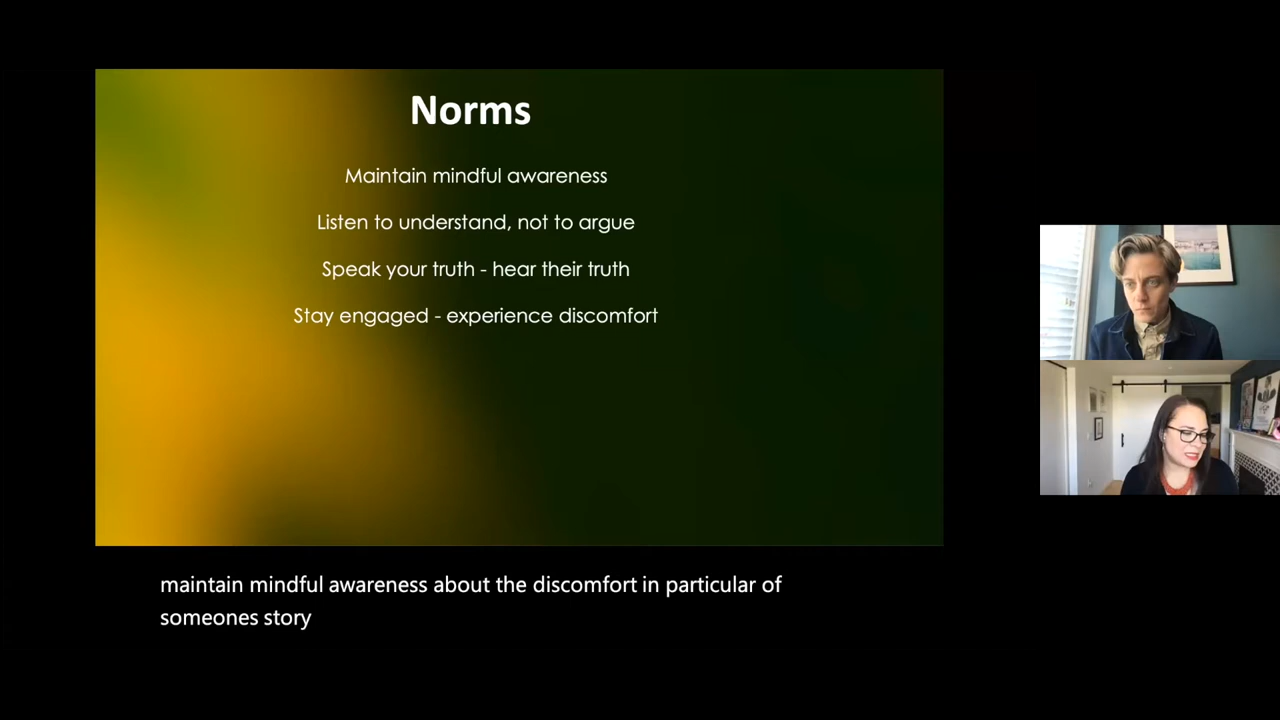 Norms
Maintain mindful awareness
Listen to understand, not to argue
Speak your truth - hear their truth
Stay engaged - experience discomfort
maintain mindful awareness about the discomfort in particular of
someones story